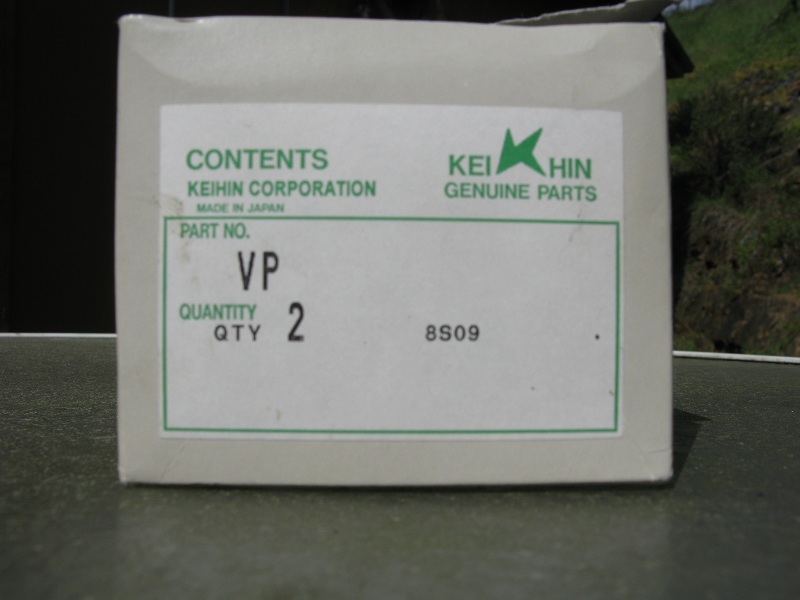 CONTENTS
KEIHIN CORPORATION
MADE IN JAPAN
KEIHIN
GENUINE PARTS
PART NO.
VP
QUANTITY
QTY 2
8S09